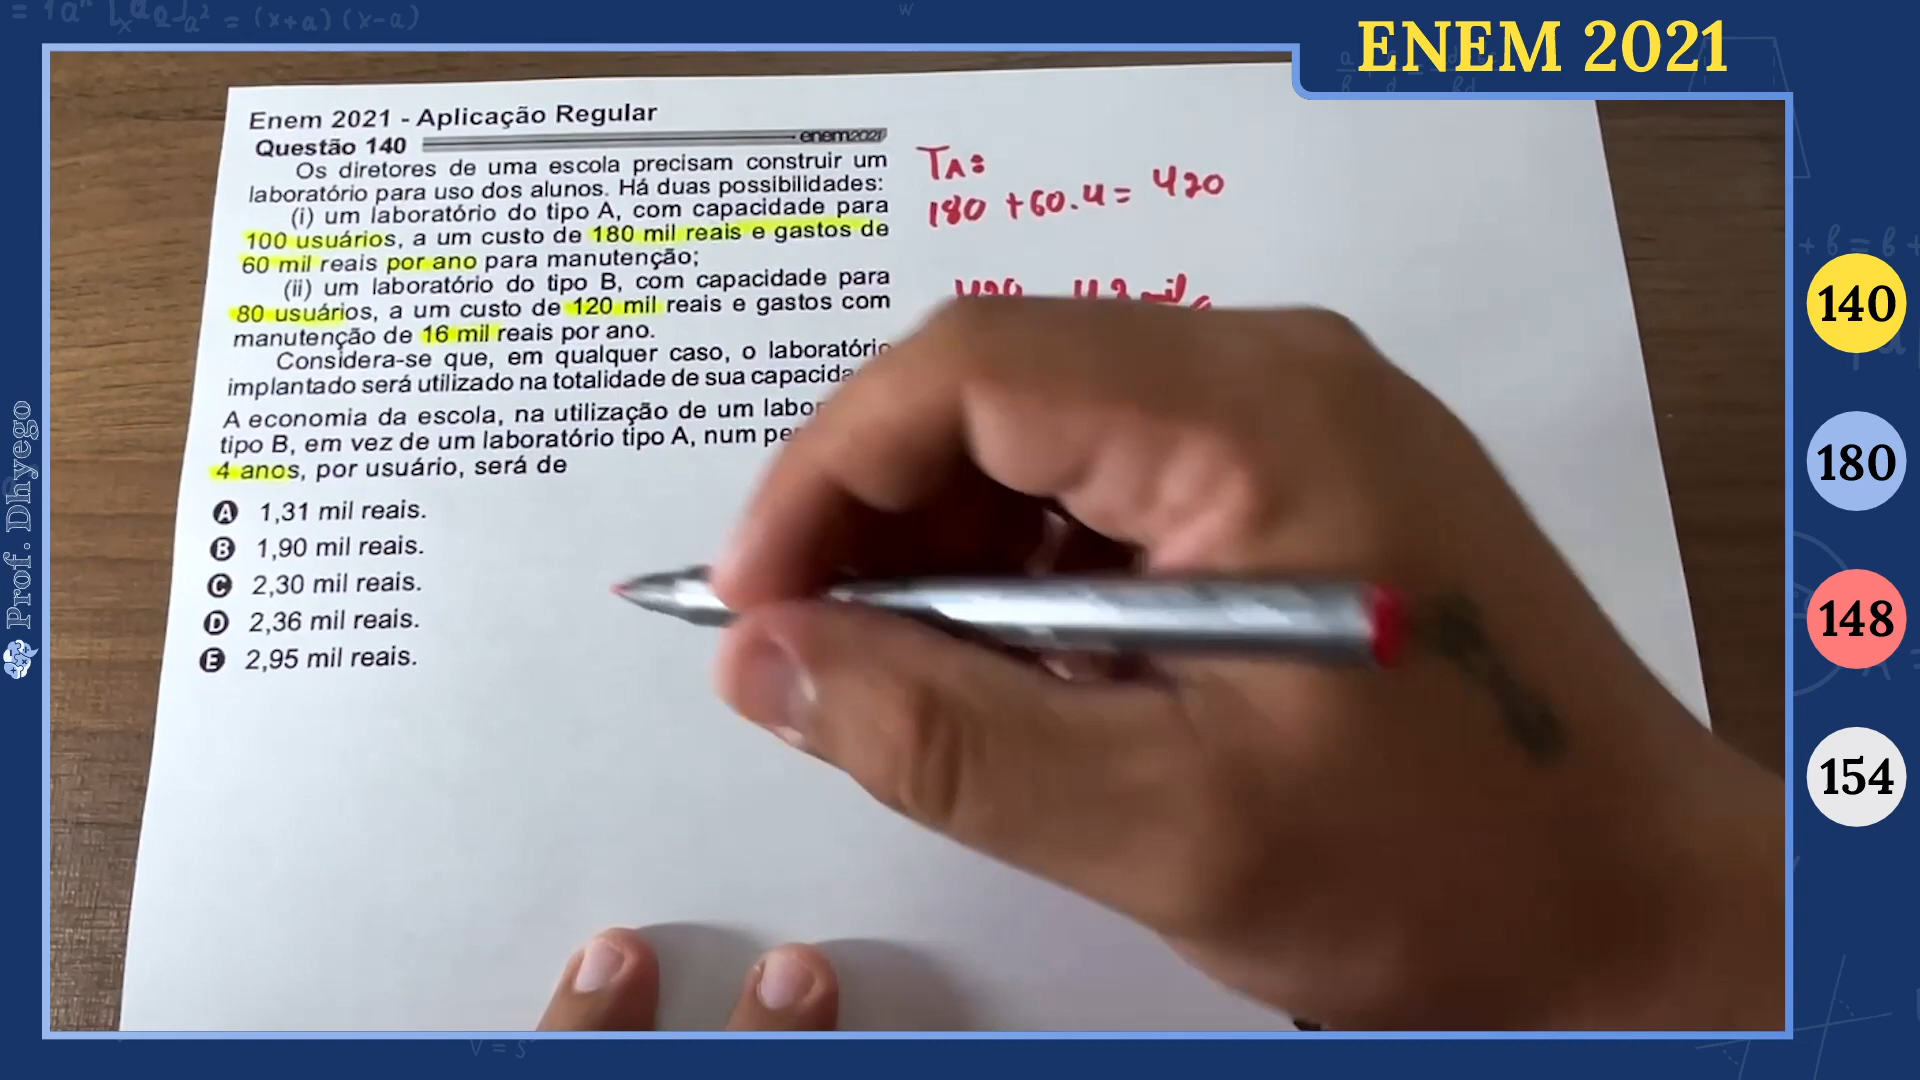 ENEM 2021
Enem 2021 - Aplicação Regular
Questão 140
enem2021
Os diretores de uma escola precisam construir um
laboratório para uso dos alunos. Há duas possibilidades:
(i) um laboratório do tipo A, com capacidade para
100 usuários, a um custo de 180 mil reais e gastos de
60 mil reais por ano para manutenção;
(ii) um laboratório do tipo B, com capacidade para
80 usuários, a um custo de 120 mil reais e gastos com
manutenção de 16 mil reais por ano.
Considera-se que, em qualquer caso, o laboratório
implantado será utilizado na totalidade de sua
A economia da escola, na utilização de um
tipo B, em vez de um laboratório tipo A, num
4 anos, por usuário, será de
A 1,31 mil reais.
B 1,90 mil reais.
C 2,30 mil reais.
D 2,36 mil reais.
E 2,95 mil reais.
TA:
180 + 60.4 = 420
140
180
148
154
Prof. Dhyego